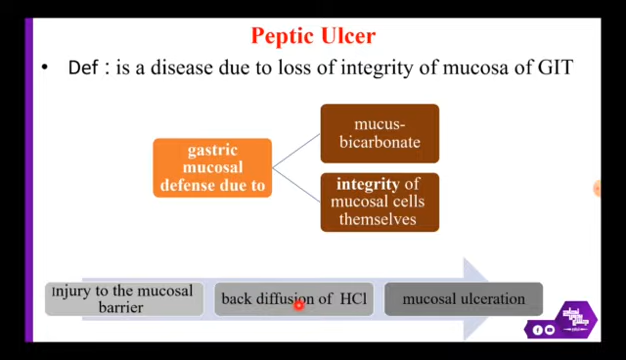 Peptic Ulcer
• Def : is a disease due to loss of integrity of mucosa of GIT
gastric
mucosal
defense due to
mucus-
bicarbonate
integrity of
mucosal cells
themselves
injury to the mucosal
barrier
back diffusion of HCl
mucosal ulceration